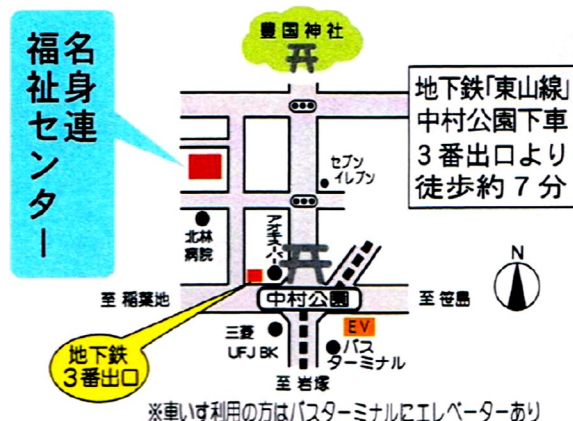 豊国神社
名身連
福祉センター
地下鉄「東山線」
中村公園下車
3番出口より
徒歩約7分
セブン
イレブン
北林
病院
アオキスーパー
N
至 稲葉地
中村公園
至 笹島
地下鉄
3番出口
三菱
UFJ BK
EV
バス
ターミナル
至 岩塚
※車いす利用の方はバスターミナルにエレベーターあり